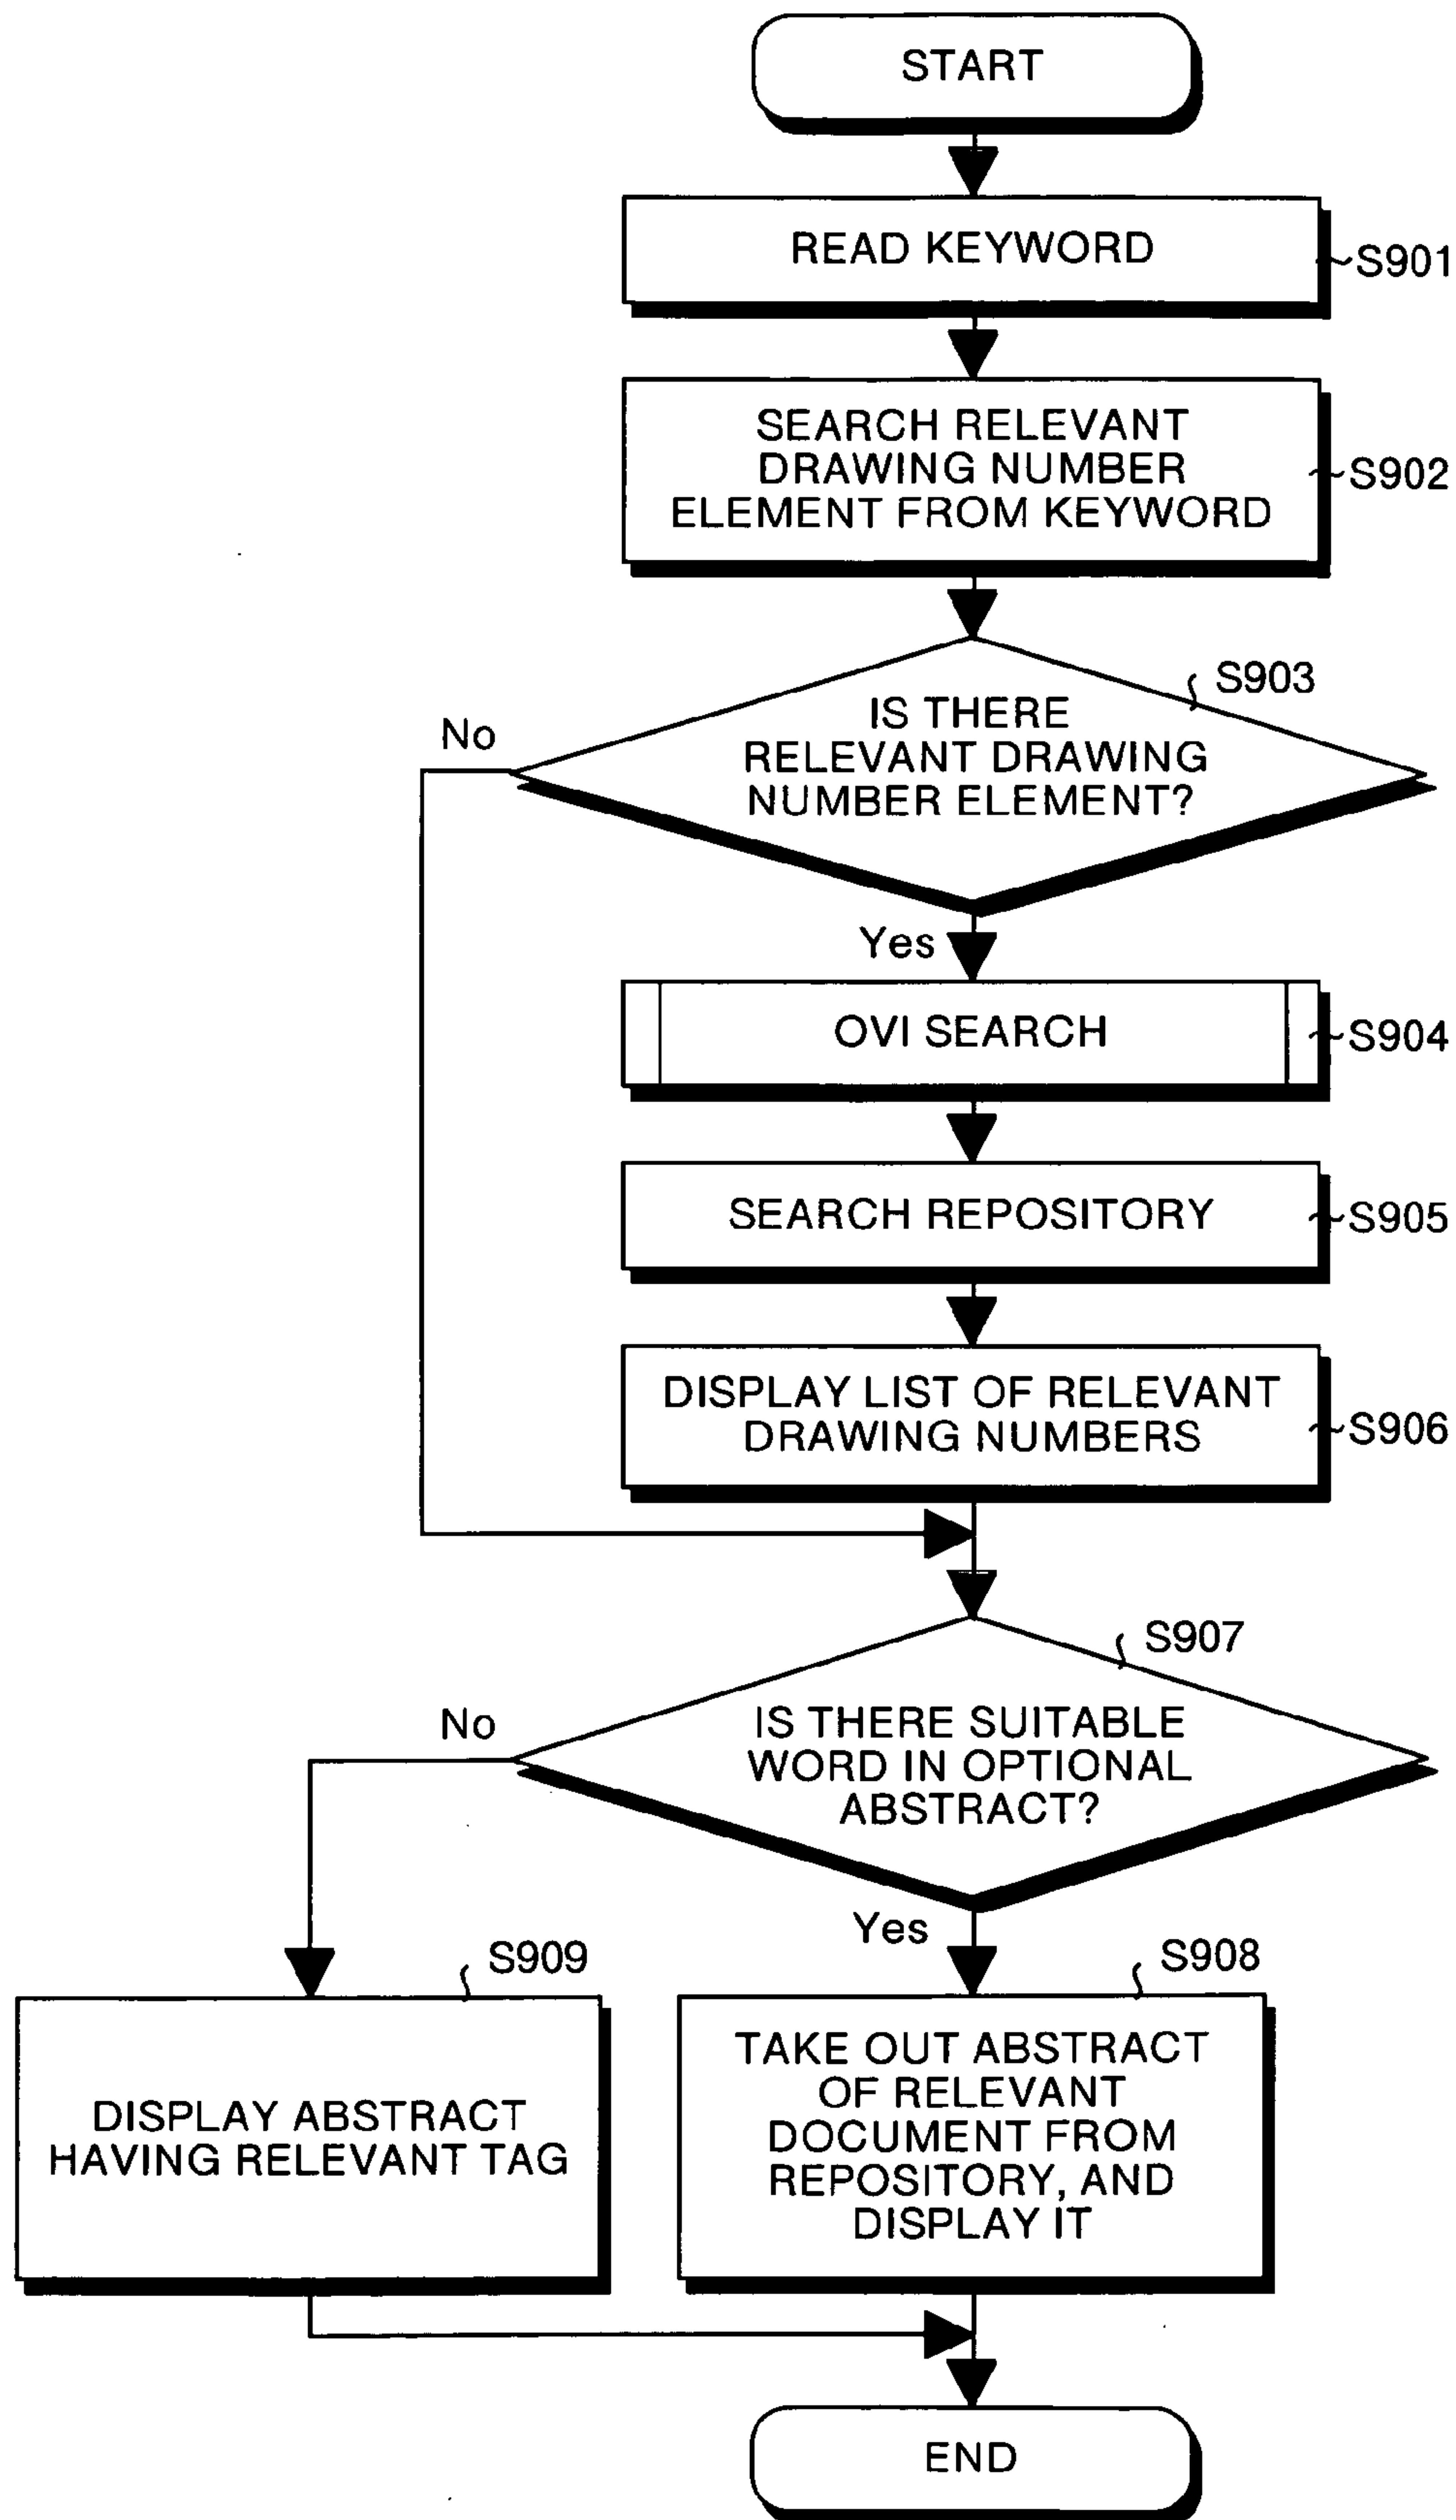 START
READ KEYWORD
S901
SEARCH RELEVANT
DRAWING NUMBER
ELEMENT FROM KEYWORD
S902
S903
IS THERE
RELEVANT DRAWING
NUMBER ELEMENT?
No
Yes
OVI SEARCH
S904
SEARCH REPOSITORY
S905
DISPLAY LIST OF RELEVANT
DRAWING NUMBERS
S906
S907
IS THERE SUITABLE
WORD IN OPTIONAL
ABSTRACT?
No
Yes
S909
DISPLAY ABSTRACT
HAVING RELEVANT TAG
S908
TAKE OUT ABSTRACT
OF RELEVANT
DOCUMENT FROM
REPOSITORY, AND
DISPLAY IT
END